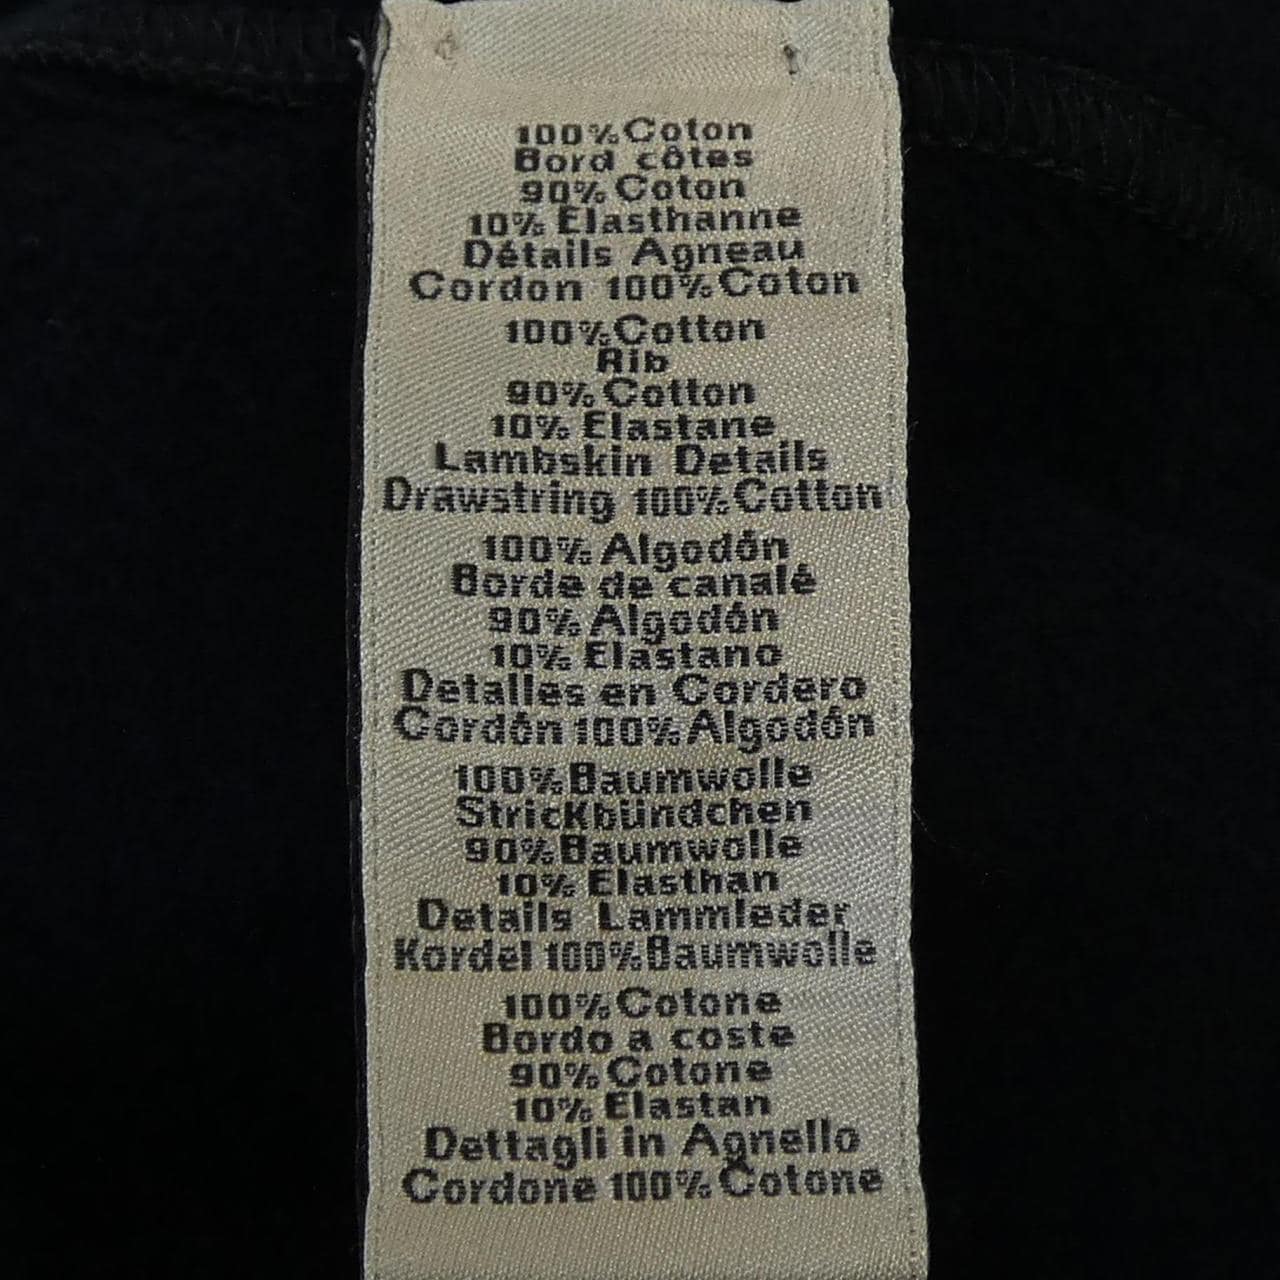 100% Coton
Bord côtes
90% Coton
10% Elasthanne
Détails Agneau
Cordon 100% Coton
100% Cotton
Rib
90% Cotton
10% Elastane
Lambskin Details
Drawstring 100% Cotton
100% Algodón
Borde de canalé
90% Algodón
10% Elastano
Detalles en Cordero
Cordón 100% Algodón
100% Baumwolle
Strickbündchen
90% Baumwolle
10% Elasthan
Details Lammleder
Kordel 100% Baumwolle
100% Cotone
Bordo a coste
90% Cotone
10% Elastan
Dettagli in Agnello
Cordone 100% Cotone